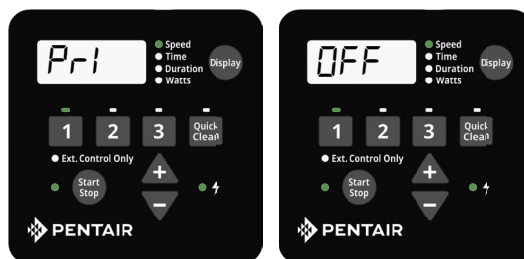 Pri
Speed
Time
Duration
Watts
Display
1
2
3
Quick
Clean
Ext. Control Only
Start
Stop
+
−
PENTAIR
OFF
Speed
Time
Duration
Watts
Display
1
2
3
Quick
Clean
Ext. Control Only
Start
Stop
+
−
PENTAIR